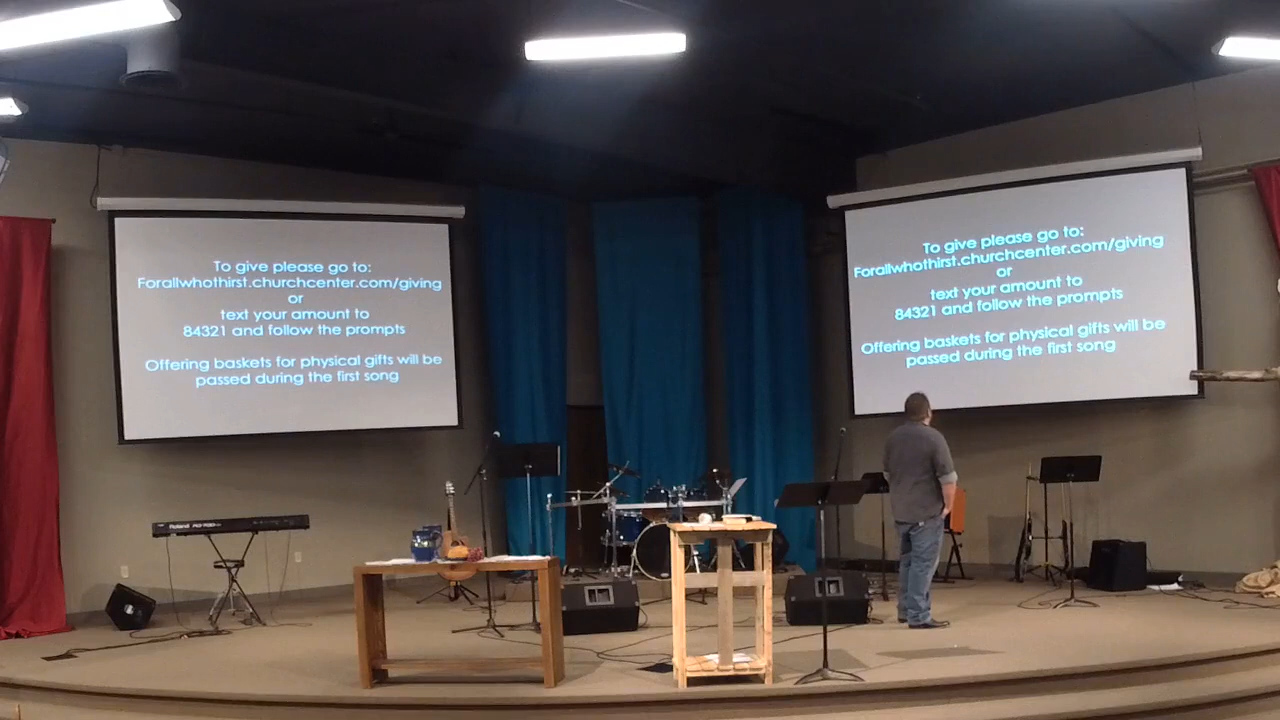 To give please go to:
Forallwhothirst.churchcenter.com/giving
or
text your amount to
84321 and follow the prompts
Offering baskets for physical gifts will be
passed during the first song
To give please go to:
Forallwhothirst.churchcenter.com/giving
or
text your amount to
84321 and follow the prompts
Offering baskets for physical gifts will be
passed during the first song
Roland